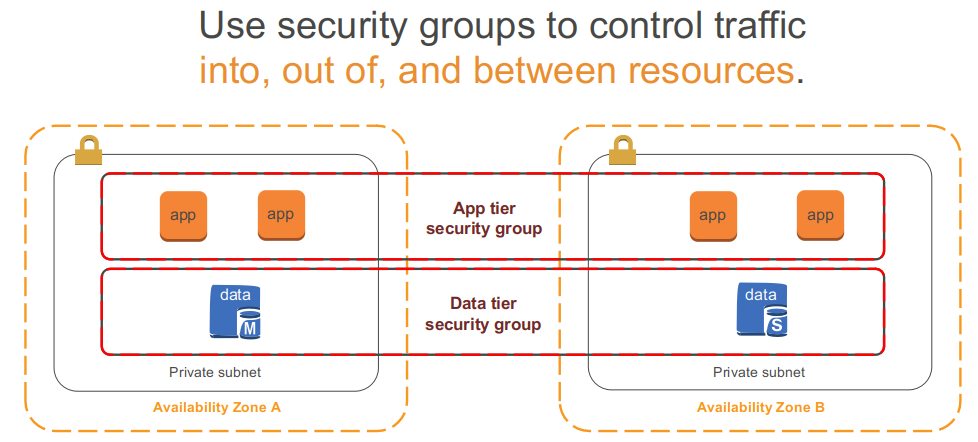 Use security groups to control traffic
into, out of, and between resources.
app
app
App tier
security group
app
app
data
M
Data tier
security group
data
S
Private subnet
Private subnet
Availability Zone A
Availability Zone B